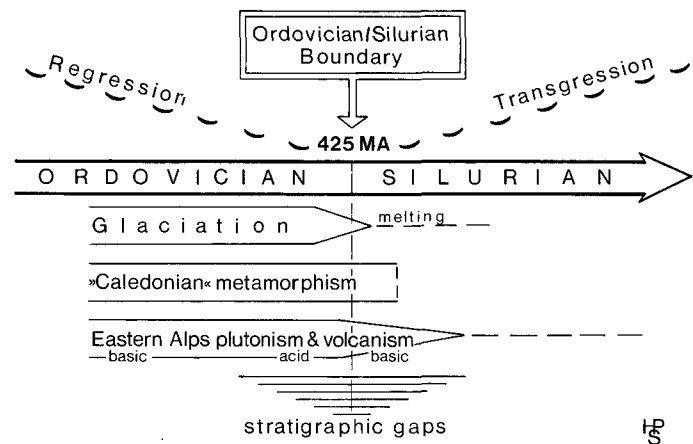 Ordovician/Silurian
Boundary
Regression
Transgression
425 MA
ORDOVICIAN SILURIAN
Glaciation
melting
»Caledonian« metamorphism
Eastern Alps plutonism & volcanism
basic acid basic
stratigraphic gaps